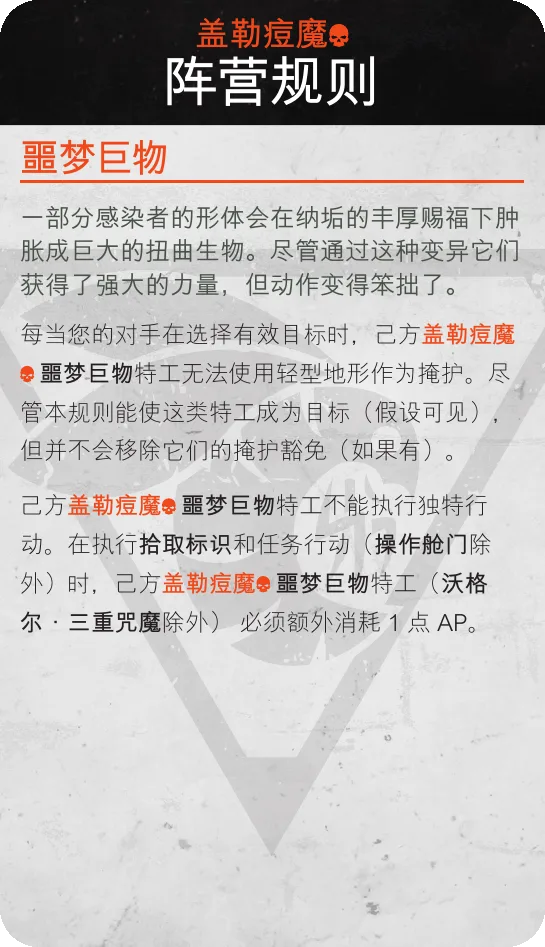 盖勒痘魔
阵营规则
噩梦巨物
一部分感染者的形体会在纳垢的丰厚赐福下肿
胀成巨大的扭曲生物。尽管通过这种变异它们
获得了强大的力量，但动作变得笨拙了。
每当您的对手在选择有效目标时，己方盖勒痘魔
噩梦巨物特工无法使用轻型地形作为掩护。尽
管本规则能使这类特工成为目标（假设可见），
但并不会移除它们的掩护豁免（如果有）。
己方盖勒痘魔噩梦巨物特工不能执行独特行
动。在执行拾取标识和任务行动（操作舱门除
外）时，己方盖勒痘魔噩梦巨物特工（沃格
尔 · 三重咒魔除外） 必须额外消耗 1 点 AP。